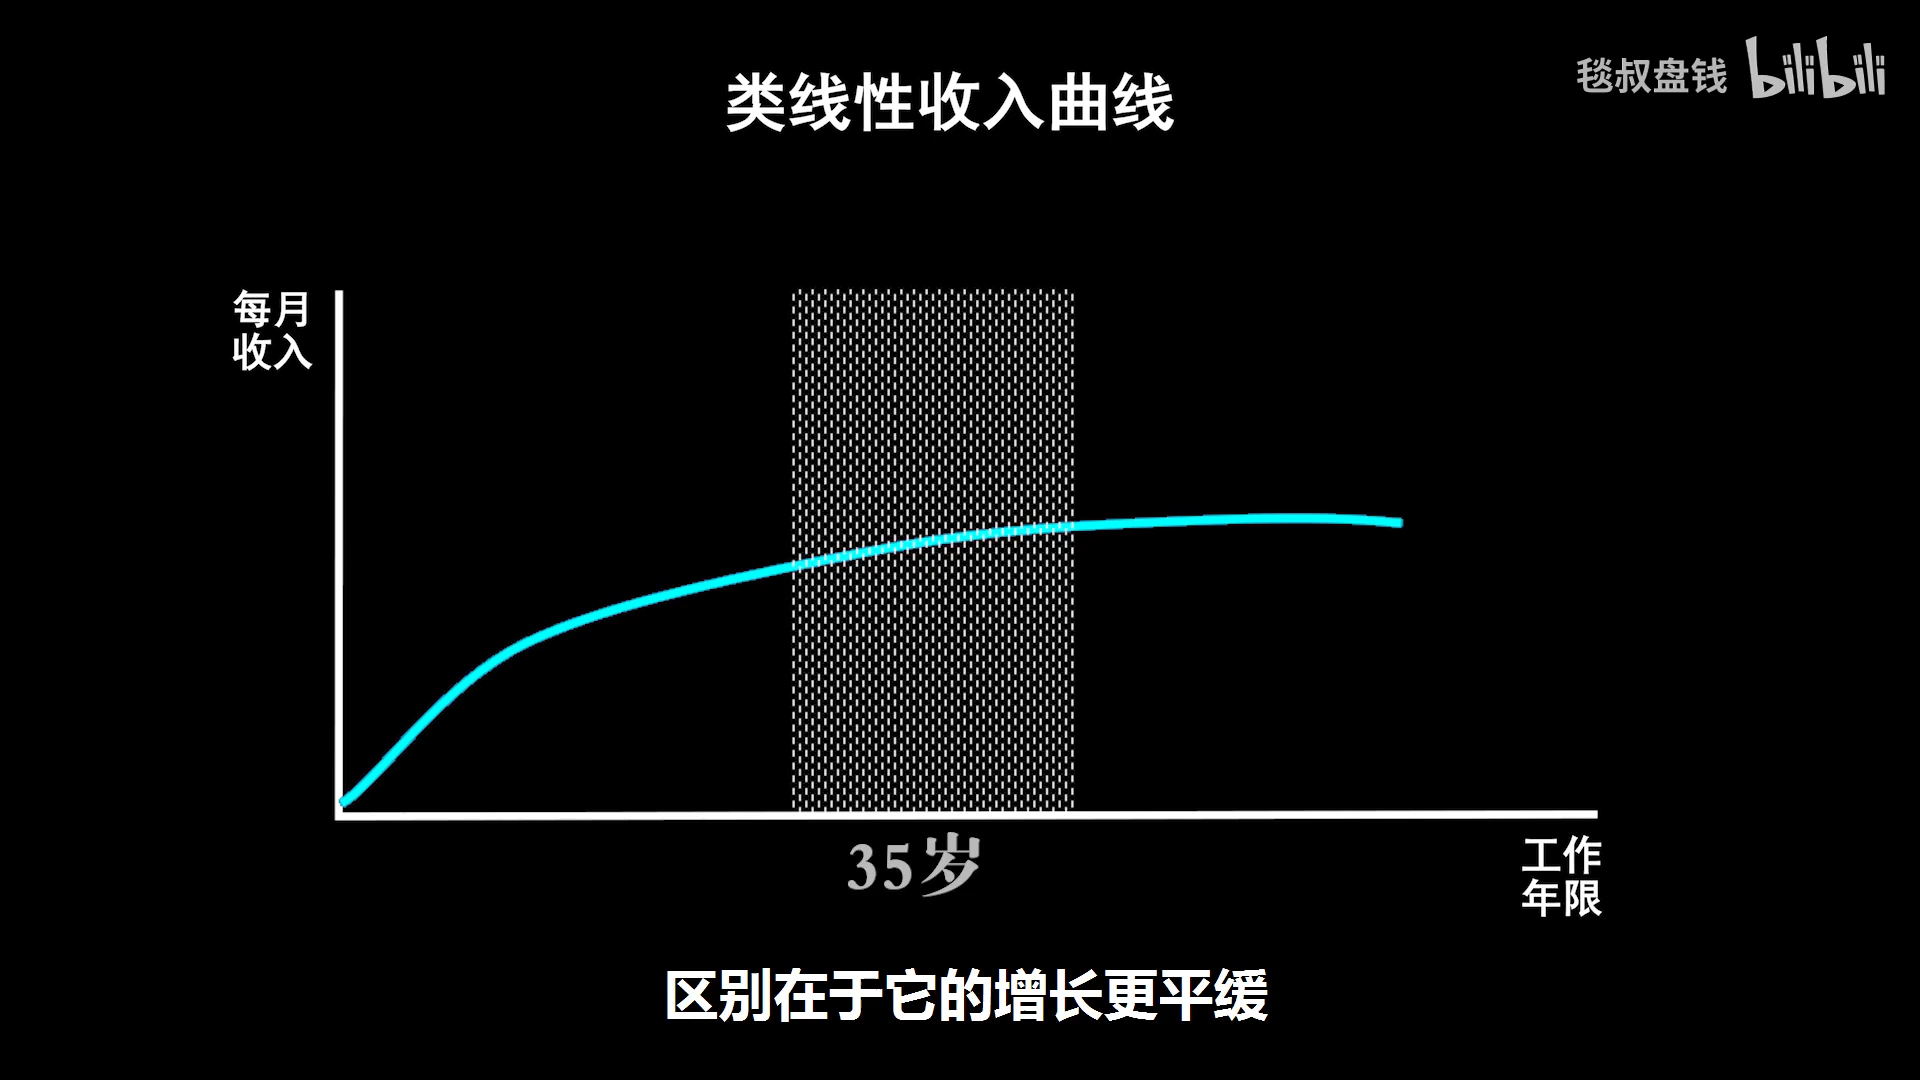 毯叔盘钱 bilibili
类线性收入曲线
每月
收入
35岁
工作
年限
区别在于它的增长更平缓